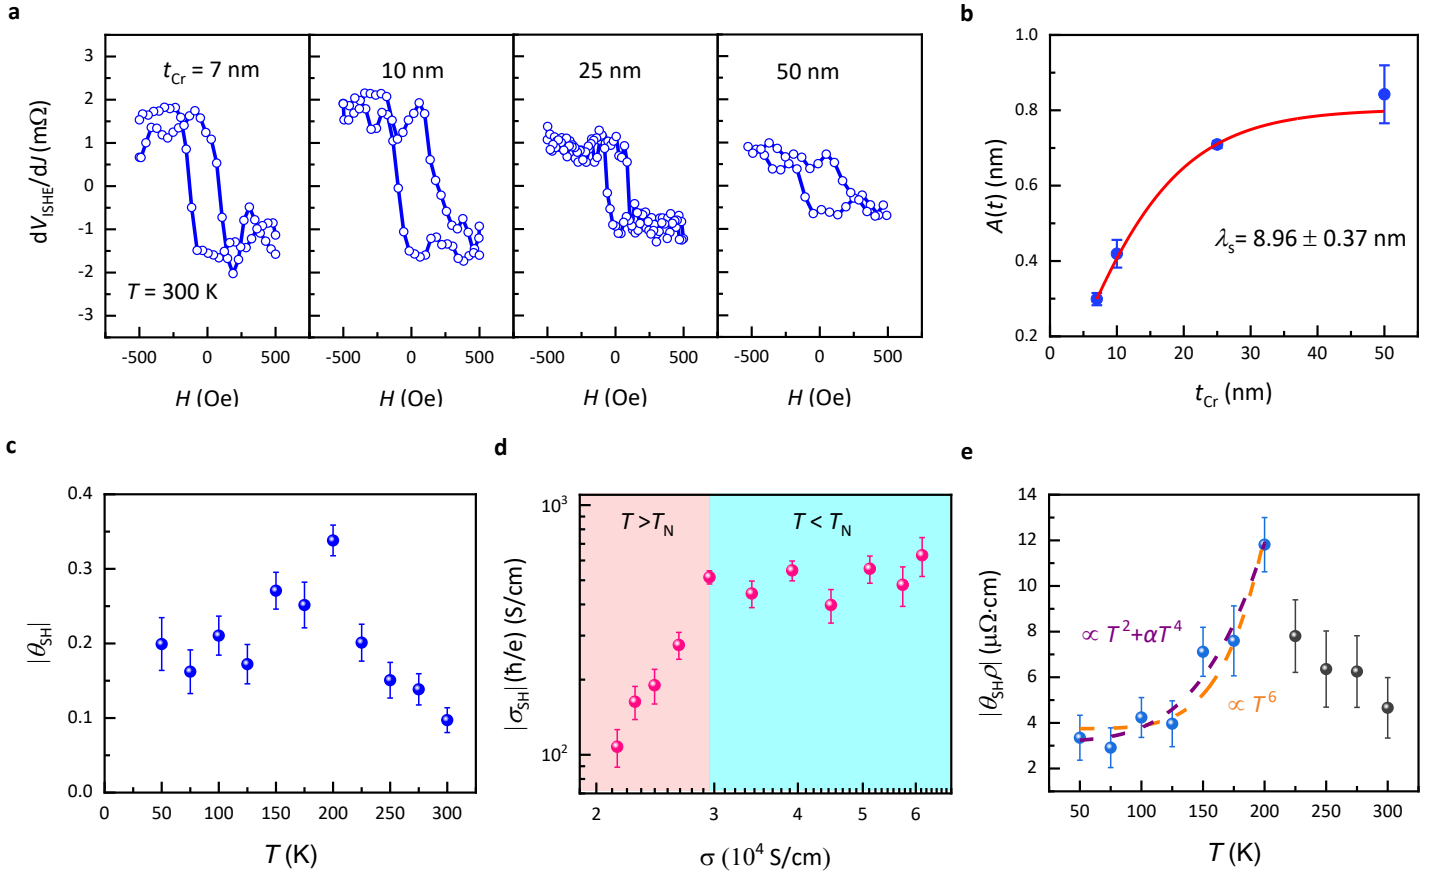 a
t_Cr = 7 nm
10 nm
25 nm
50 nm
dV_ISHE/dJ (mΩ)
3
2
1
0
-1
-2
-3
T = 300 K
-500 0 500
-500 0 500
-500 0 500
-500 0 500
H (Oe)
H (Oe)
H (Oe)
H (Oe)
b
A(t) (nm)
1.0
0.8
0.6
0.4
0.2
λ_s= 8.96 ± 0.37 nm
0 10 20 30 40 50
t_Cr (nm)
c
|θ_SH|
0.4
0.3
0.2
0.1
0.0
0 50 100 150 200 250 300
T (K)
d
|σ_SH| (ħ/e) (S/cm)
10^3
10^2
T >T_N
T < T_N
2 3 4 5 6
σ (10^4 S/cm)
e
|θ_SHρ| (μΩ·cm)
14
12
10
8
6
4
2
∝ T^2+αT^4
∝ T^6
50 100 150 200 250 300
T (K)